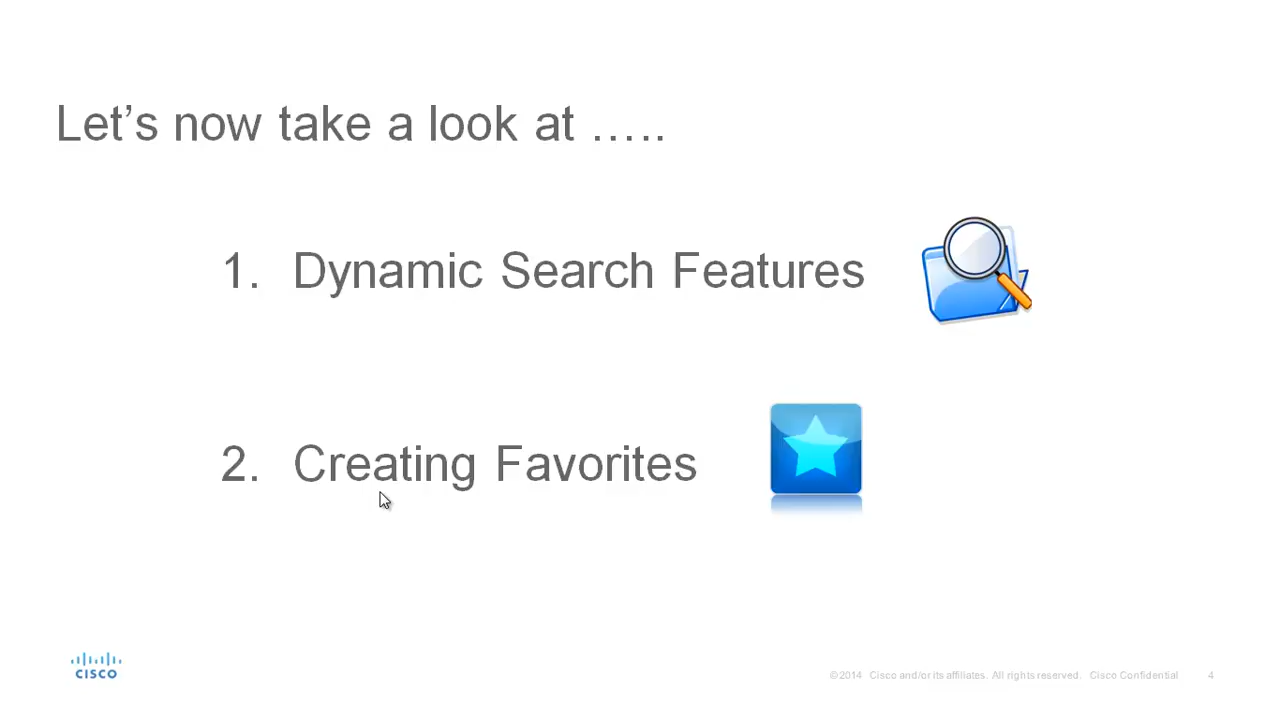 Let’s now take a look at …..
1. Dynamic Search Features
2. Creating Favorites
CISCO
© 2014 Cisco and/or its affiliates. All rights reserved. Cisco Confidential 4